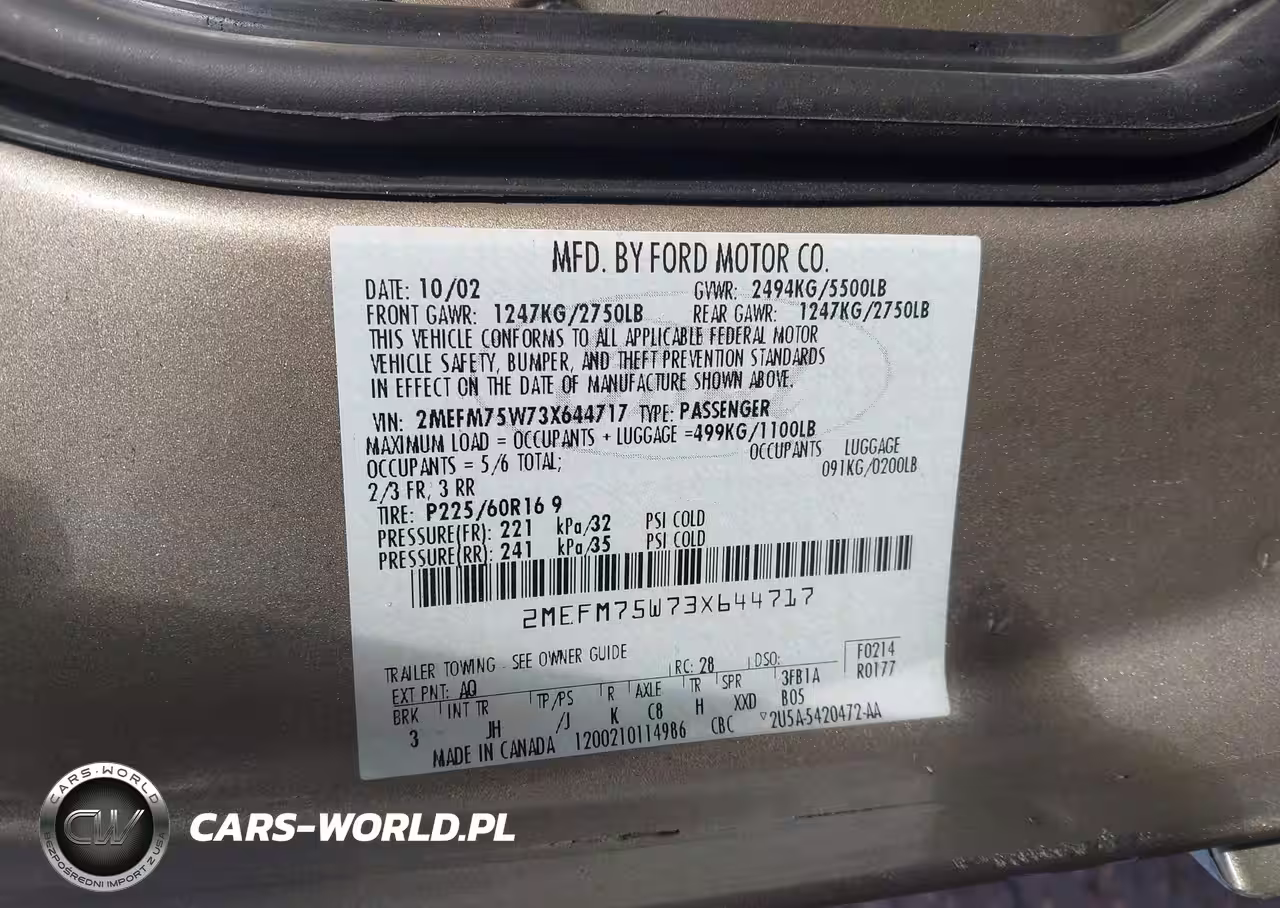 MFD. BY FORD MOTOR CO.
DATE: 10/02 GVWR: 2494KG/5500LB
FRONT GAWR: 1247KG/2750LB REAR GAWR: 1247KG/2750LB
THIS VEHICLE CONFORMS TO ALL APPLICABLE FEDERAL MOTOR
VEHICLE SAFETY, BUMPER, AND THEFT PREVENTION STANDARDS
IN EFFECT ON THE DATE OF MANUFACTURE SHOWN ABOVE.
VIN: 2MEFM75W73X644717 TYPE: PASSENGER
MAXIMUM LOAD = OCCUPANTS + LUGGAGE =499KG/1100LB
OCCUPANTS = 5/6 TOTAL; OCCUPANTS LUGGAGE
2/3 FR, 3 RR 091KG/0200LB
TIRE: P225/60R16 9
PRESSURE(FR): 221 kPa/32 PSI COLD
PRESSURE(RR): 241 kPa/35 PSI COLD
2MEFM75W73X644717
TRAILER TOWING - SEE OWNER GUIDE
F0214
EXT PNT: AQ RC: 28 DSO: R0177
BRK INT TR TP/PS R AXLE TR SPR 3FB1A
3 JH /J K C8 H XXD B05
MADE IN CANADA 1200210114986 CBC ▽2U5A-5420472-AA
CARS-WORLD
CW
BEZPOŚREDNI IMPORT Z USA
CARS-WORLD.PL